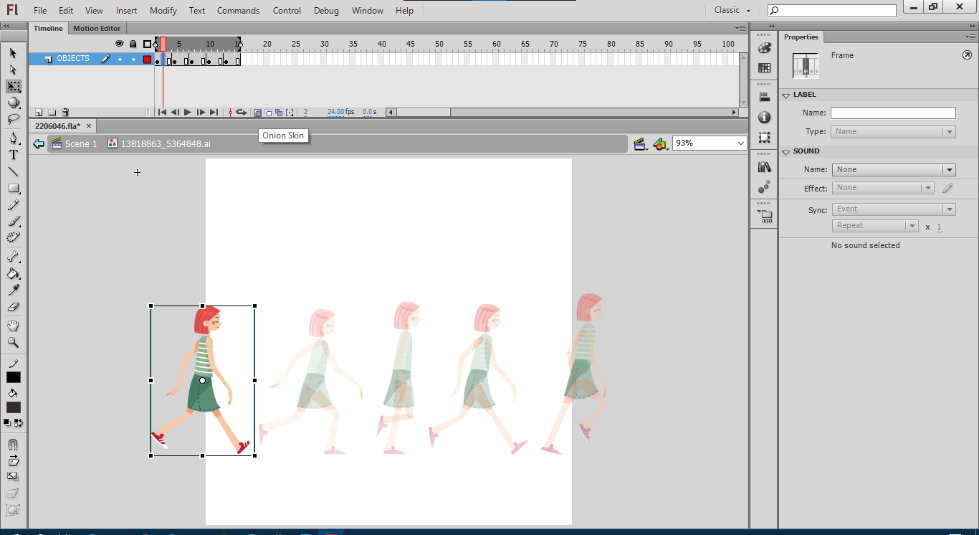 Fl File Edit View Insert Modify Text Commands Control Debug Window Help Classic
Timeline Motion Editor
5 10 15 20 25 30 35 40 45 50 55 60 65 70 75 80 85 90 95 100
OBJECTS
2 24.00 fps 0.0 s
2206046.fla* ×
Onion Skin
Scene 1 13818863_5364848.ai 93%
Properties
Frame
LABEL
Name:
Type: Name
SOUND
Name: None
Effect: None
Sync: Event
Repeat x 1
No sound selected
T